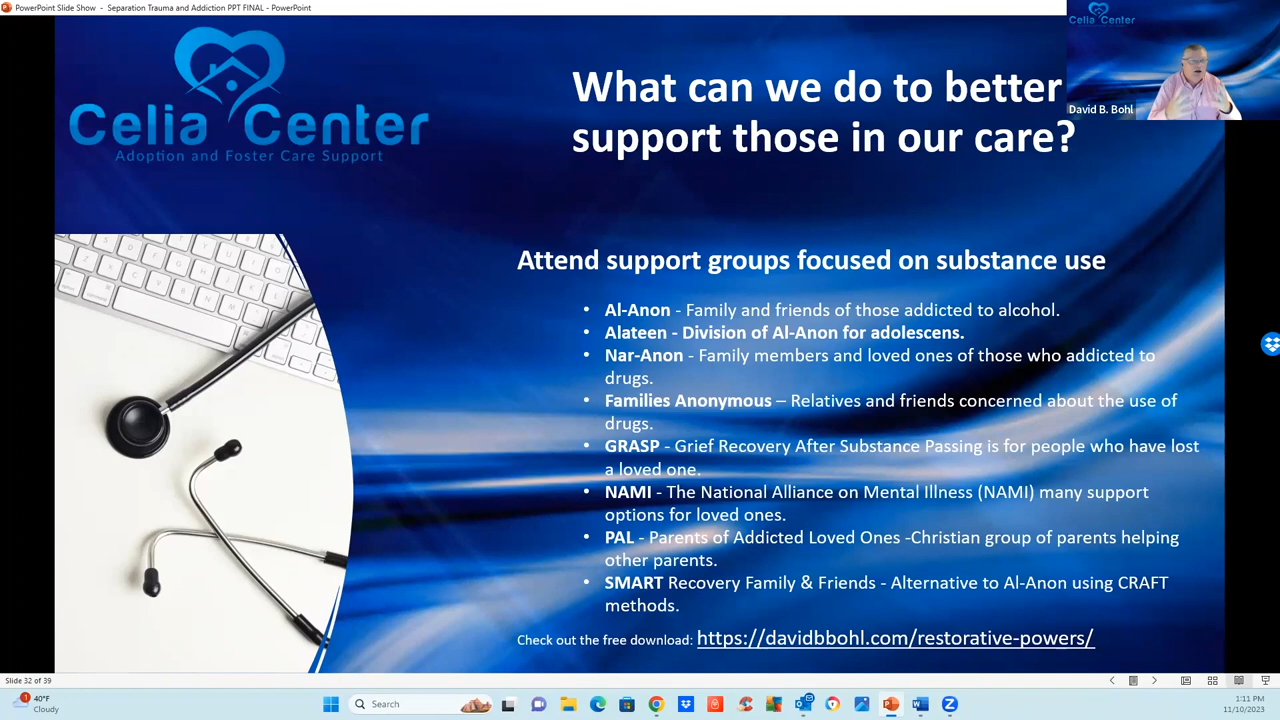 PowerPoint Slide Show - Separation Trauma and Addiction PPT FINAL - PowerPoint
Celia Center
Adoption and Foster Care Support
What can we do to better
support those in our care?
Celia Center
David B. Bohl
Attend support groups focused on substance use
• Al-Anon - Family and friends of those addicted to alcohol.
• Alateen - Division of Al-Anon for adolescens.
• Nar-Anon - Family members and loved ones of those who addicted to
drugs.
• Families Anonymous – Relatives and friends concerned about the use of
drugs.
• GRASP - Grief Recovery After Substance Passing is for people who have lost
a loved one.
• NAMI - The National Alliance on Mental Illness (NAMI) many support
options for loved ones.
• PAL - Parents of Addicted Loved Ones -Christian group of parents helping
other parents.
• SMART Recovery Family & Friends - Alternative to Al-Anon using CRAFT
methods.
Check out the free download: https://davidbbohl.com/restorative-powers/
Slide 32 of 39
1
40°F
Cloudy
Search
1:11 PM
11/10/2023